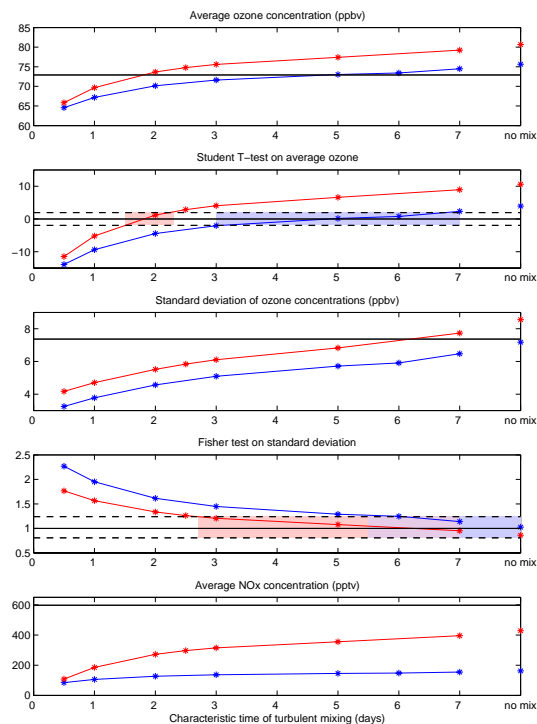 Average ozone concentration (ppbv)
85
80
75
70
65
60
0 1 2 3 4 5 6 7 no mix
Student T−test on average ozone
10
0
−10
0 1 2 3 4 5 6 7 no mix
Standard deviation of ozone concentrations (ppbv)
8
6
4
0 1 2 3 4 5 6 7 no mix
Fisher test on standard deviation
2.5
2
1.5
1
0.5
0 1 2 3 4 5 6 7 no mix
Average NOx concentration (pptv)
600
400
200
0
0 1 2 3 4 5 6 7 no mix
Characteristic time of turbulent mixing (days)